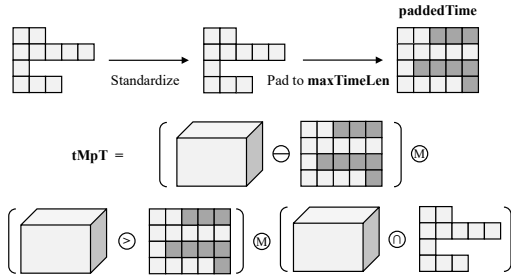 paddedTime
Standardize
Pad to maxTimeLen
tMpT = ( ⊖ ) Ⓜ
( > ) Ⓜ ( ∩ )